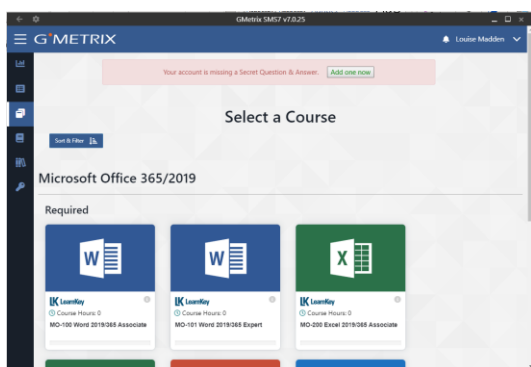 GMetrix SMS7 v7.0.25
G*METRIX
Louise Madden
Your account is missing a Secret Question & Answer. Add one now
Select a Course
Sort & Filter
Microsoft Office 365/2019
Required
W W X
LK LearnKey LK LearnKey LK LearnKey
Course Hours: 0 Course Hours: 0 Course Hours: 0
MO-100 Word 2019/365 Associate MO-101 Word 2019/365 Expert MO-200 Excel 2019/365 Associate